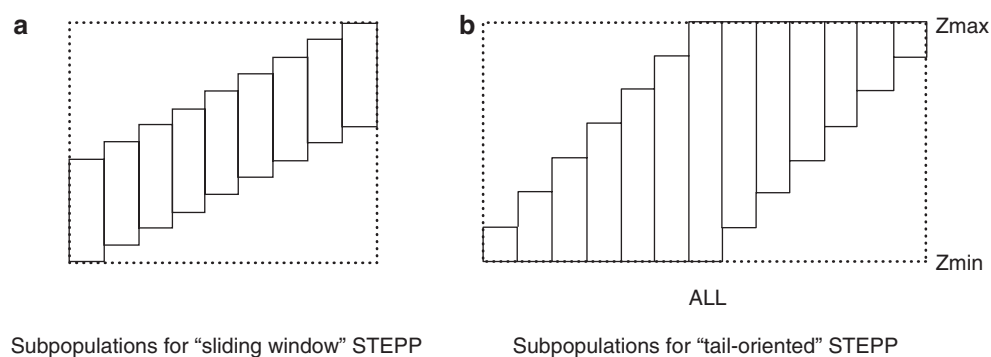 a
b
Zmax
Zmin
ALL
Subpopulations for “sliding window” STEPP
Subpopulations for “tail-oriented” STEPP